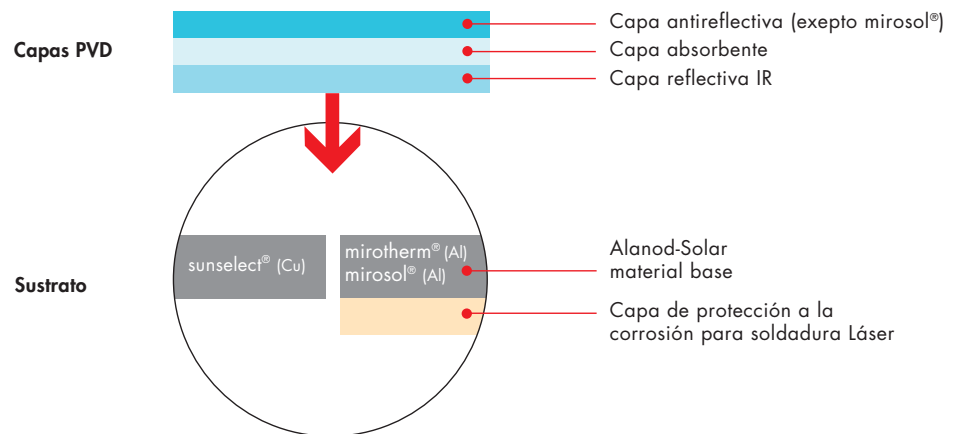 Capas PVD
Capa antireflectiva (exepto mirosol®)
Capa absorbente
Capa reflectiva IR
Sustrato
sunselect® (Cu)
mirotherm® (Al)
mirosol® (Al)
Alanod-Solar
material base
Capa de protección a la
corrosión para soldadura Láser